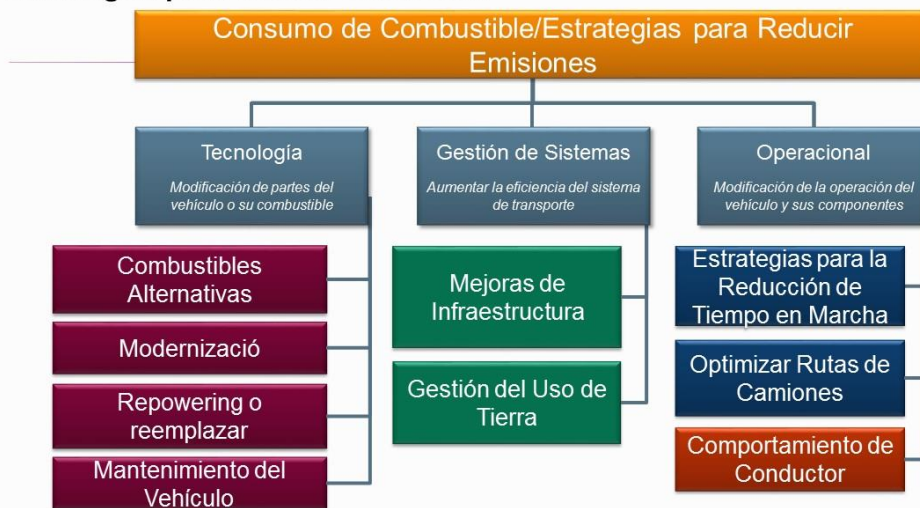 Consumo de Combustible/Estrategias para Reducir
Emisiones
Tecnología
Modificación de partes del
vehículo o su combustible
Gestión de Sistemas
Aumentar la eficiencia del sistema
de transporte
Operacional
Modificación de la operación del
vehículo y sus componentes
Combustibles
Alternativas
Modernizació
Repowering o
reemplazar
Mantenimiento del
Vehículo
Mejoras de
Infraestructura
Gestión del Uso de
Tierra
Estrategias para la
Reducción de
Tiempo en Marcha
Optimizar Rutas de
Camiones
Comportamiento de
Conductor